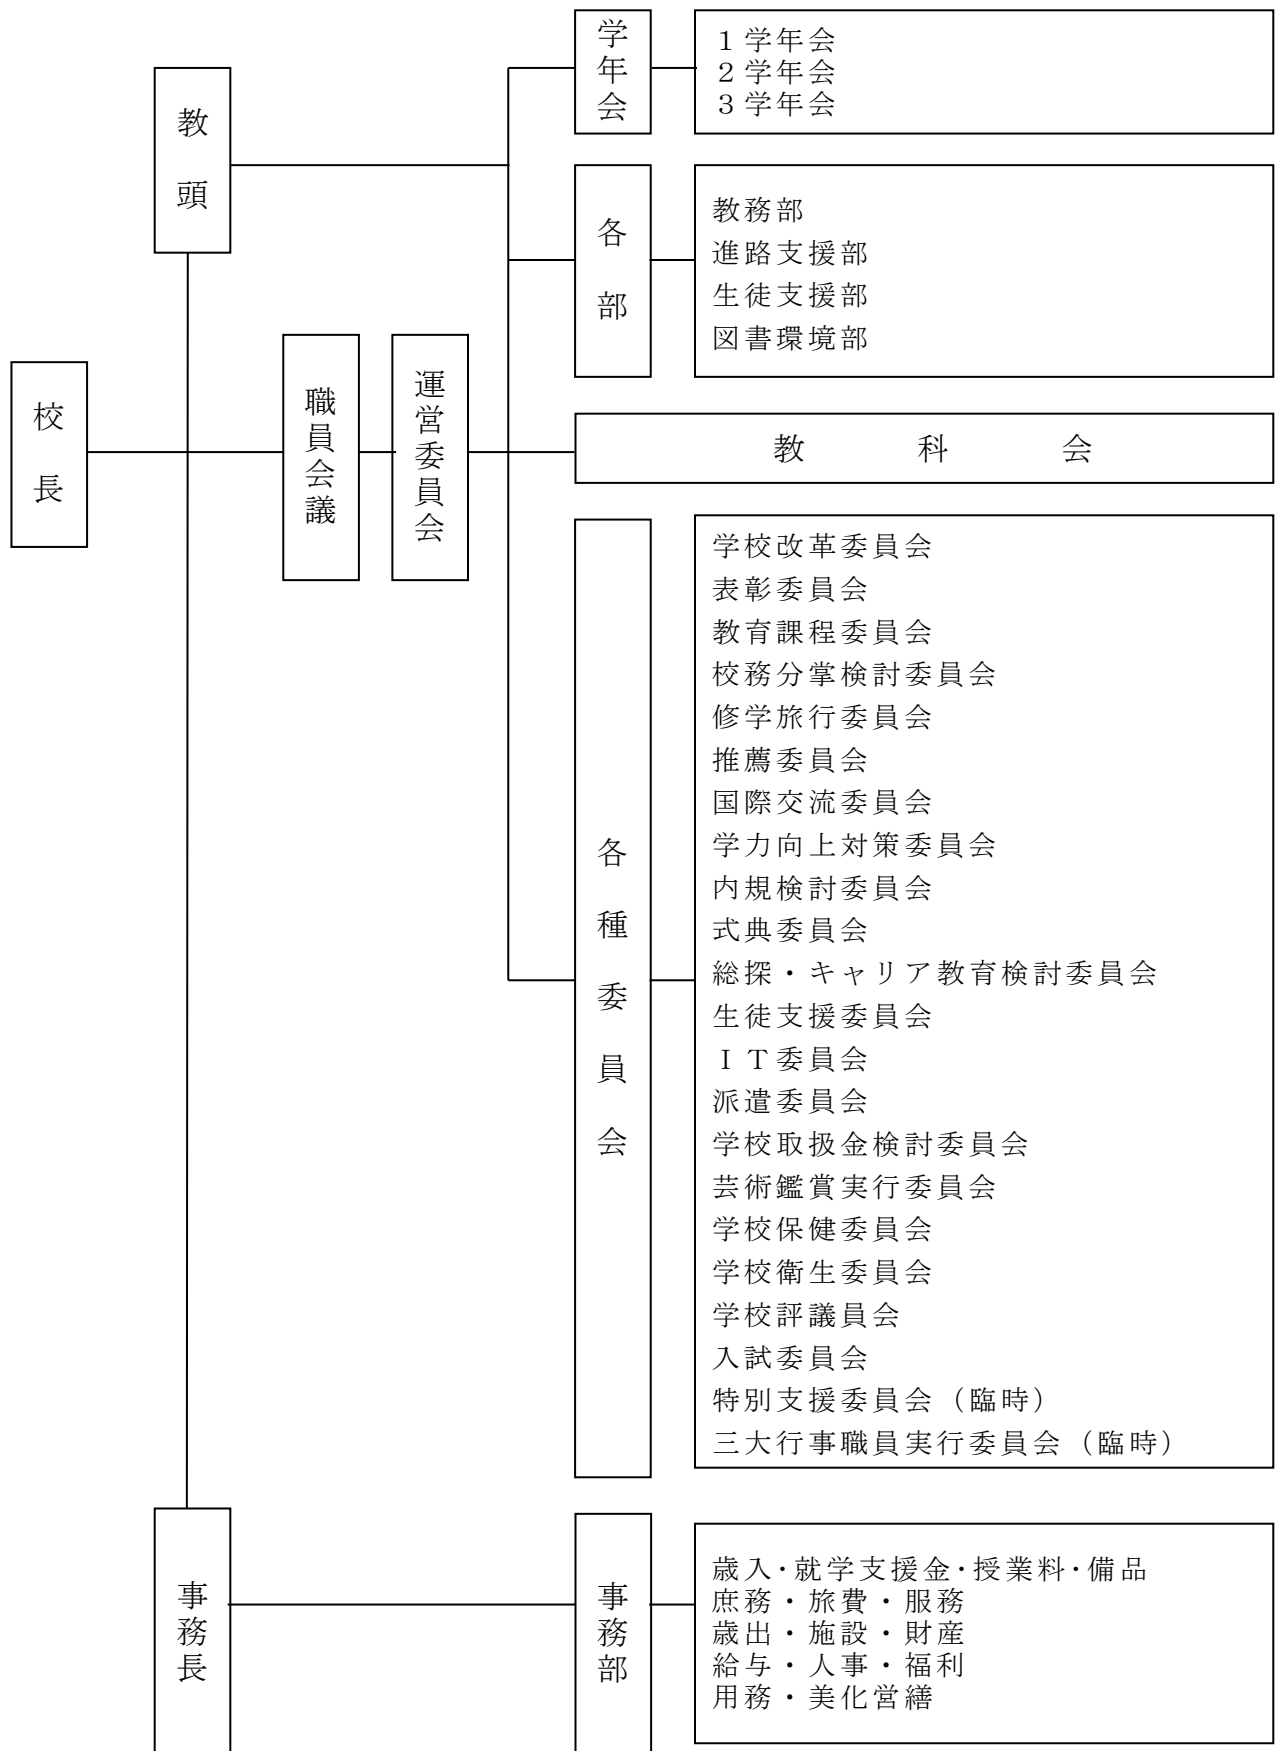 校長
教頭
職員会議
運営委員会
学年会
1学年会
2学年会
3学年会
各部
教務部
進路支援部
生徒支援部
図書環境部
教科会
各種委員会
学校改革委員会
表彰委員会
教育課程委員会
校務分掌検討委員会
修学旅行委員会
推薦委員会
国際交流委員会
学力向上対策委員会
内規検討委員会
式典委員会
総探・キャリア教育検討委員会
生徒支援委員会
ＩＴ委員会
派遣委員会
学校取扱金検討委員会
芸術鑑賞実行委員会
学校保健委員会
学校衛生委員会
学校評議員会
入試委員会
特別支援委員会（臨時）
三大行事職員実行委員会（臨時）
事務長
事務部
歳入･就学支援金･授業料･備品
庶務・旅費・服務
歳出・施設・財産
給与・人事・福利
用務・美化営繕